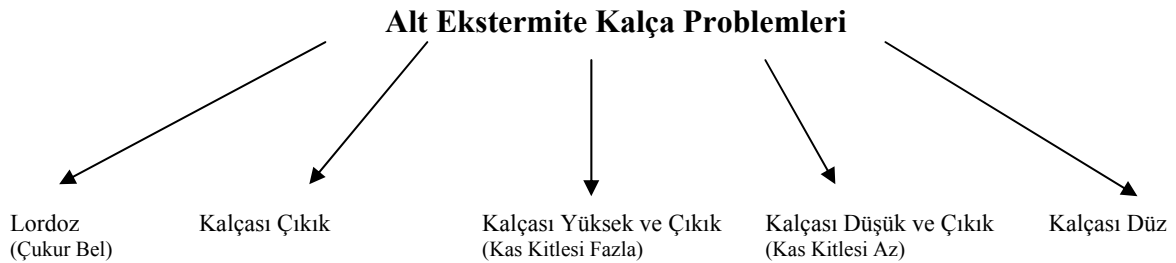 Alt Ekstermite Kalça Problemleri
Lordoz
(Çukur Bel)
Kalçası Çıkık
Kalçası Yüksek ve Çıkık
(Kas Kitlesi Fazla)
Kalçası Düşük ve Çıkık
(Kas Kitlesi Az)
Kalçası Düz